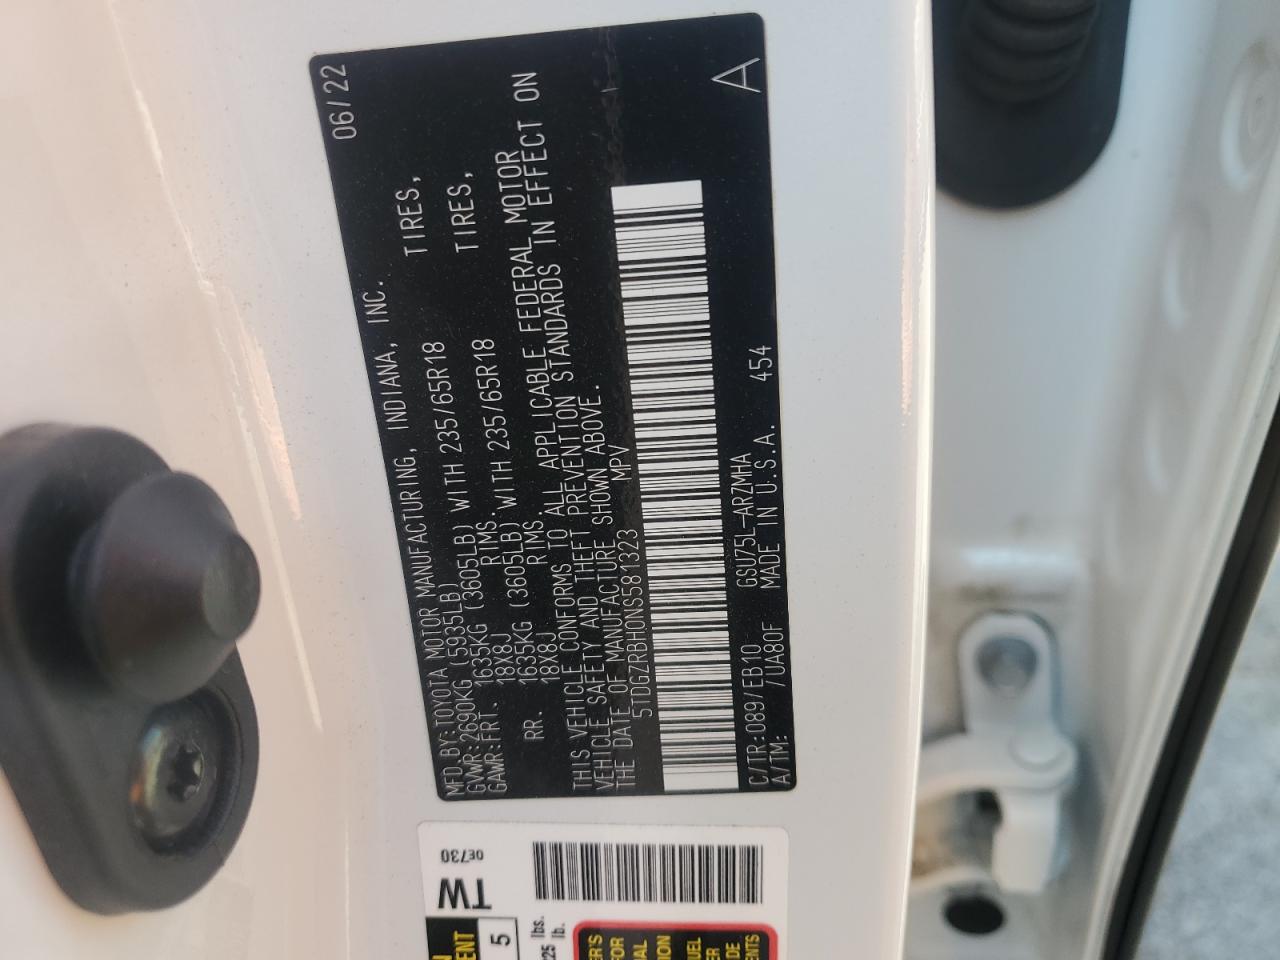 MFD.BY:TOYOTA MOTOR MANUFACTURING, INDIANA, INC. 06/22
GVWR:2690KG (5935LB)
GAWR:FRT. 1635KG (3605LB) WITH 235/65R18 TIRES,
18X8J RIMS.
RR. 1635KG (3605LB) WITH 235/65R18 TIRES,
18X8J RIMS.
THIS VEHICLE CONFORMS TO ALL APPLICABLE FEDERAL MOTOR
VEHICLE SAFETY AND THEFT PREVENTION STANDARDS IN EFFECT ON
THE DATE OF MANUFACTURE SHOWN ABOVE.
5TDGZRBH0NS581323 MPV
A
C/TR:089/EB10 GSU75L-ARZMHA
A/TM: /UA80F MADE IN U.S.A. 454
0E730
TW
5
lbs.
lb.